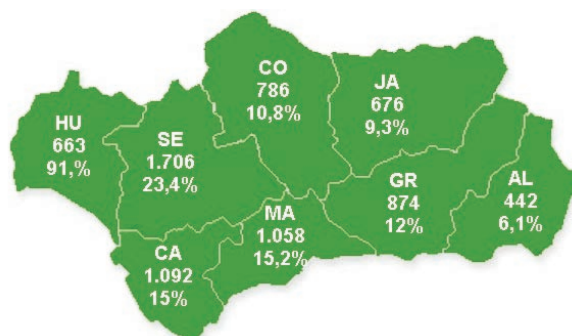 CO
786
10,8%
JA
676
9,3%
HU
663
91,%
SE
1.706
23,4%
GR
874
12%
AL
442
6,1%
MA
1.058
15,2%
CA
1.092
15%